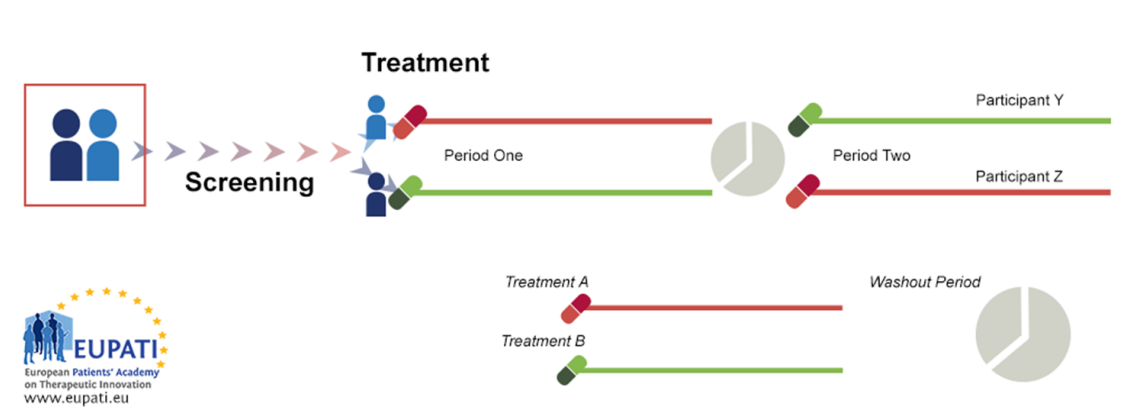 Treatment
Participant Y
Period One
Period Two
Screening
Participant Z
Treatment A
Washout Period
Treatment B
EUPATI
European Patients' Academy
on Therapeutic Innovation
www.eupati.eu